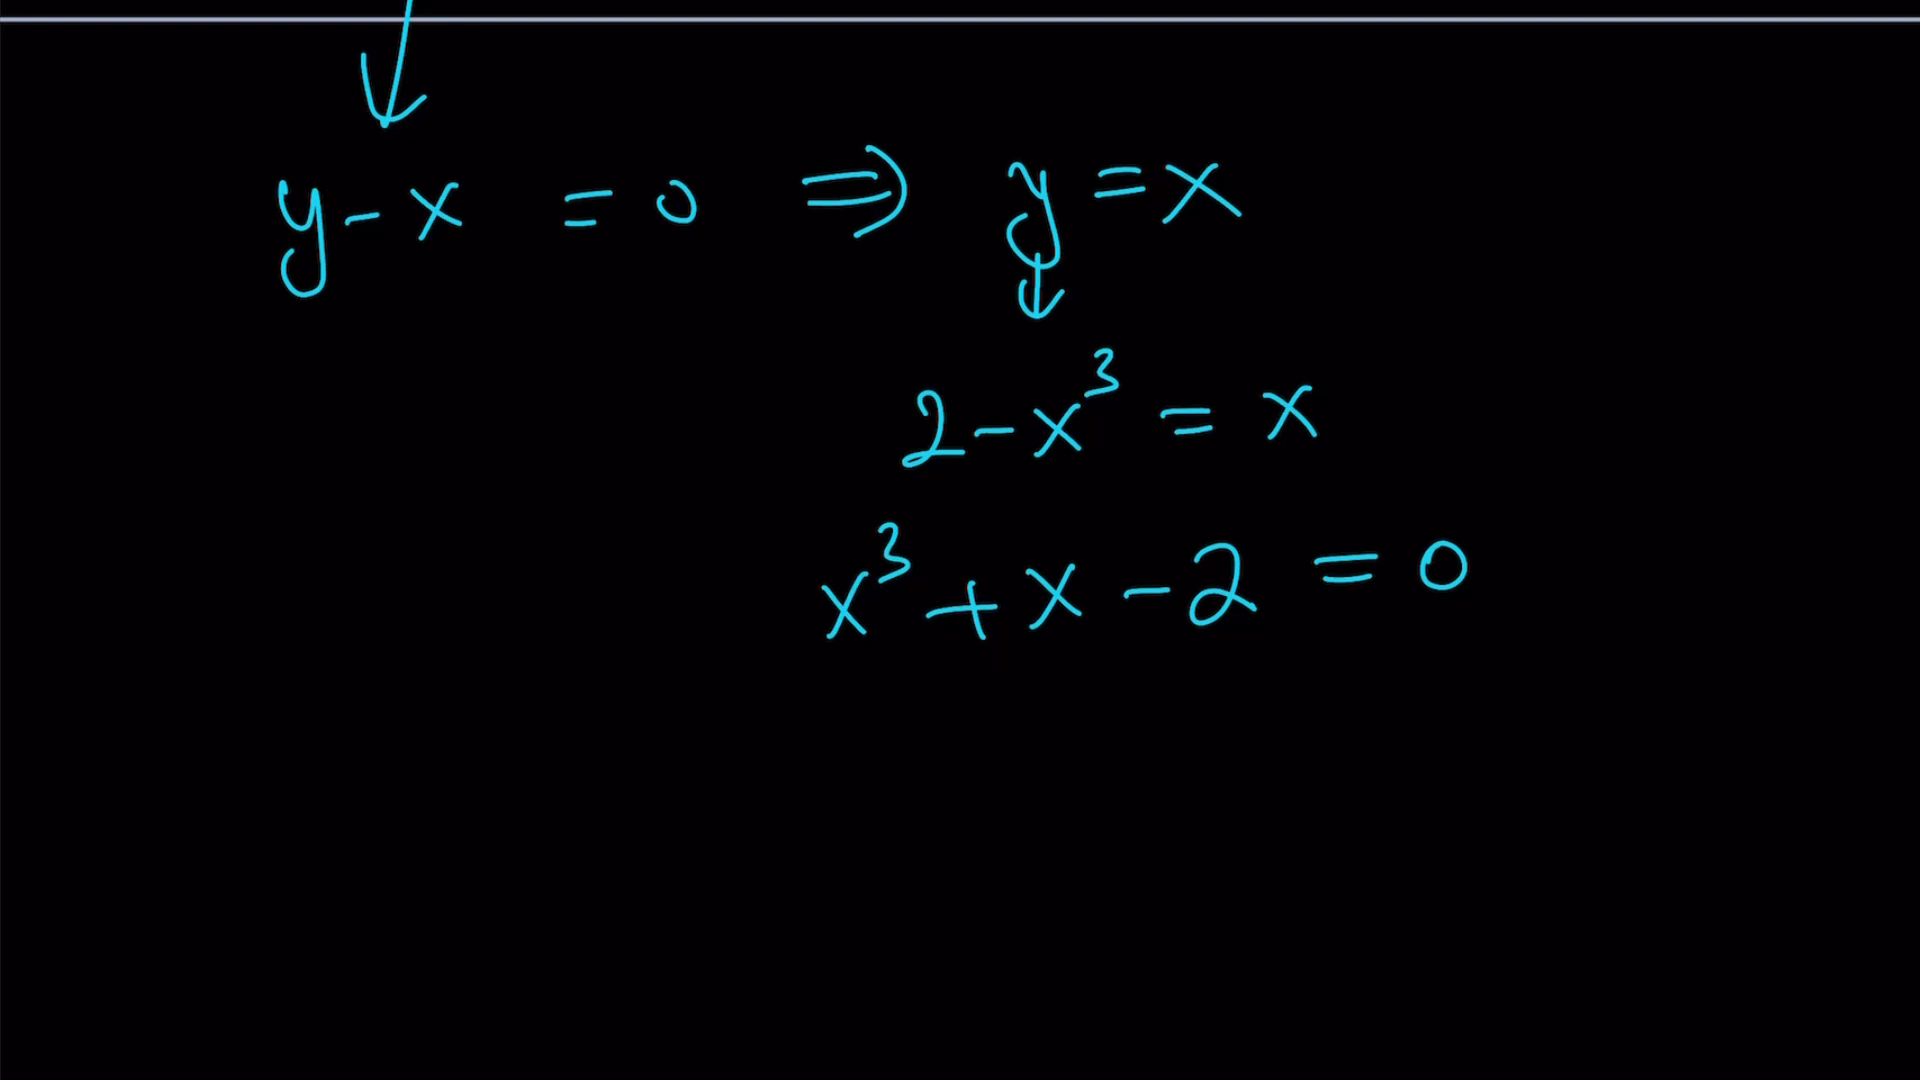 y - x = 0 ⇒ y = x
2 - x³ = x
x³ + x - 2 = 0